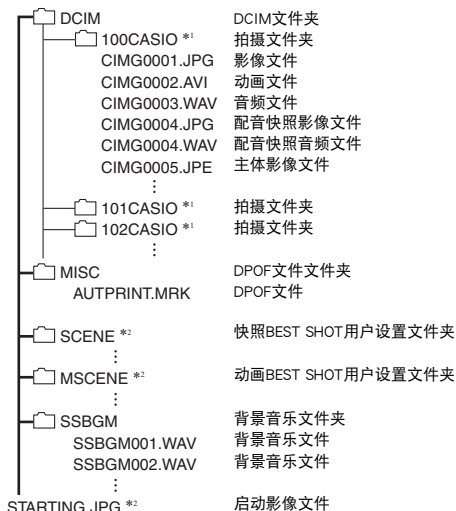 DCIM DCIM文件夹
100CASIO *1 拍摄文件夹
CIMG0001.JPG 影像文件
CIMG0002.AVI 动画文件
CIMG0003.WAV 音频文件
CIMG0004.JPG 配音快照影像文件
CIMG0004.WAV 配音快照音频文件
CIMG0005.JPE 主体影像文件
101CASIO *1 拍摄文件夹
102CASIO *1 拍摄文件夹
MISC DPOF文件文件夹
AUTPRINT.MRK DPOF文件
SCENE *2 快照BEST SHOT用户设置文件夹
MSCENE *2 动画BEST SHOT用户设置文件夹
SSBGM 背景音乐文件夹
SSBGM001.WAV 背景音乐文件
SSBGM002.WAV 背景音乐文件
STARTING.JPG *2 启动影像文件